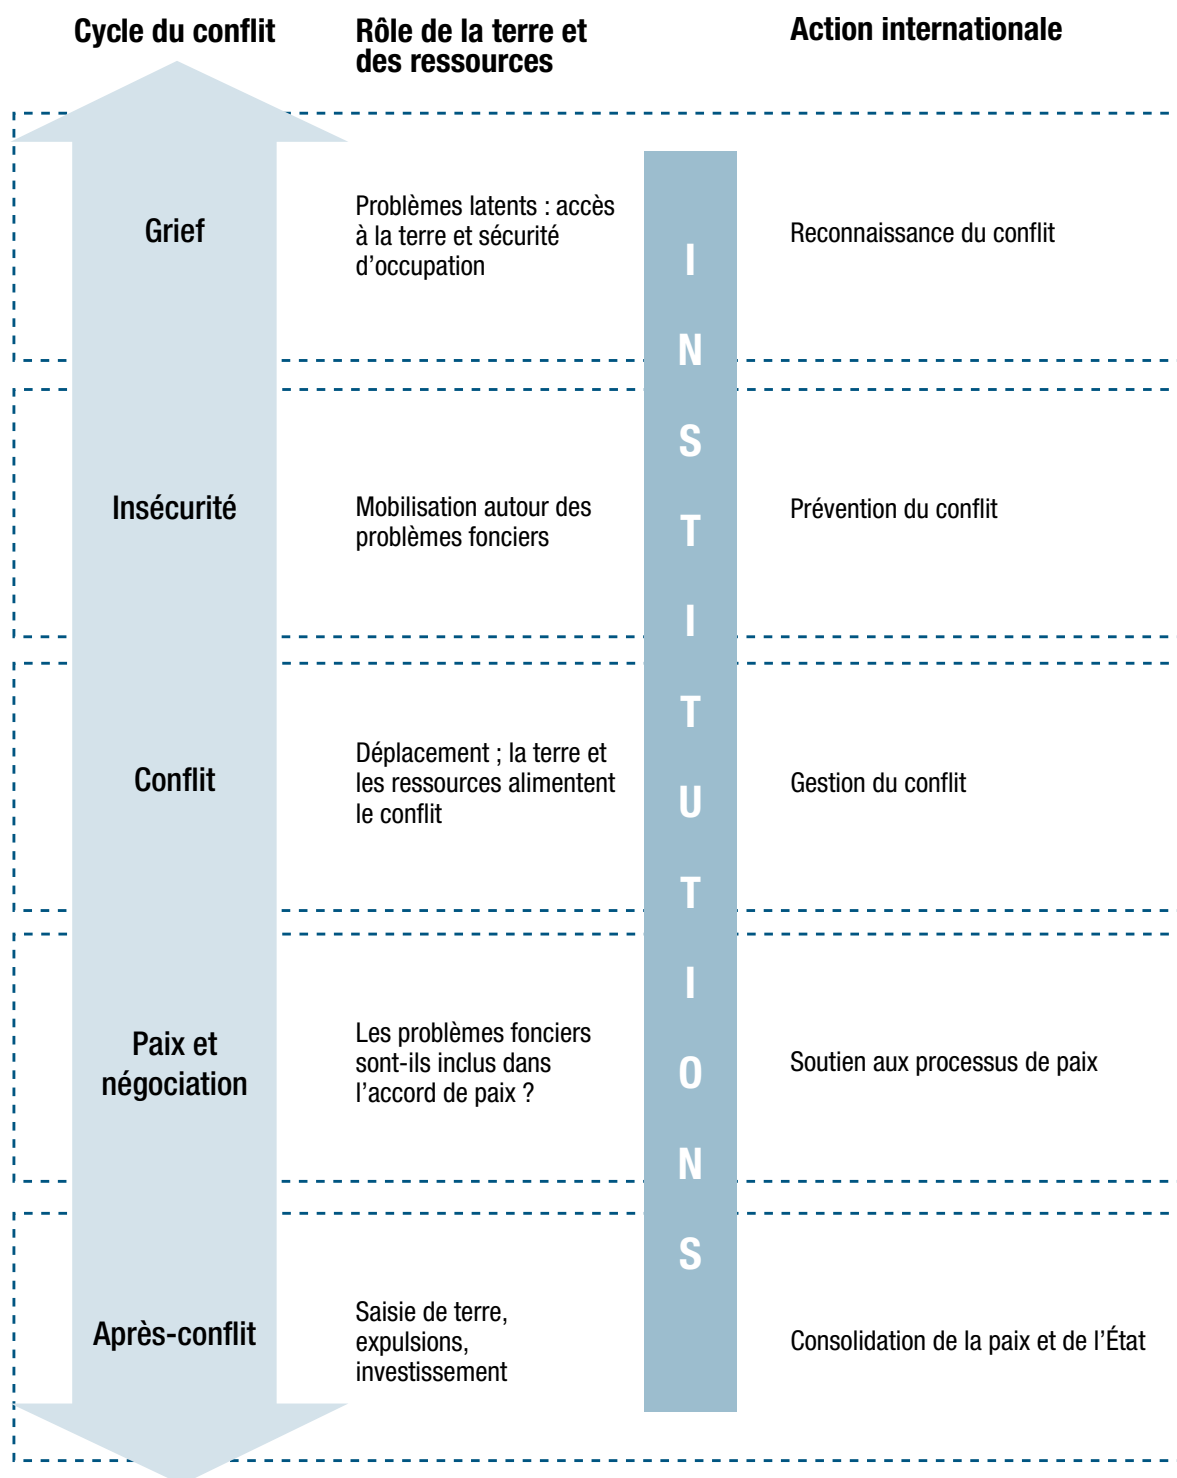 Cycle du conflit
Rôle de la terre et
des ressources
Action internationale
Grief
Problèmes latents : accès
à la terre et sécurité
d’occupation
Reconnaissance du conflit
Insécurité
Mobilisation autour des
problèmes fonciers
Prévention du conflit
Conflit
Déplacement ; la terre et
les ressources alimentent
le conflit
Gestion du conflit
Paix et
négociation
Les problèmes fonciers
sont-ils inclus dans
l’accord de paix ?
Soutien aux processus de paix
Après-conflit
Saisie de terre,
expulsions,
investissement
Consolidation de la paix et de l’État
I
N
S
T
I
T
U
T
I
O
N
S